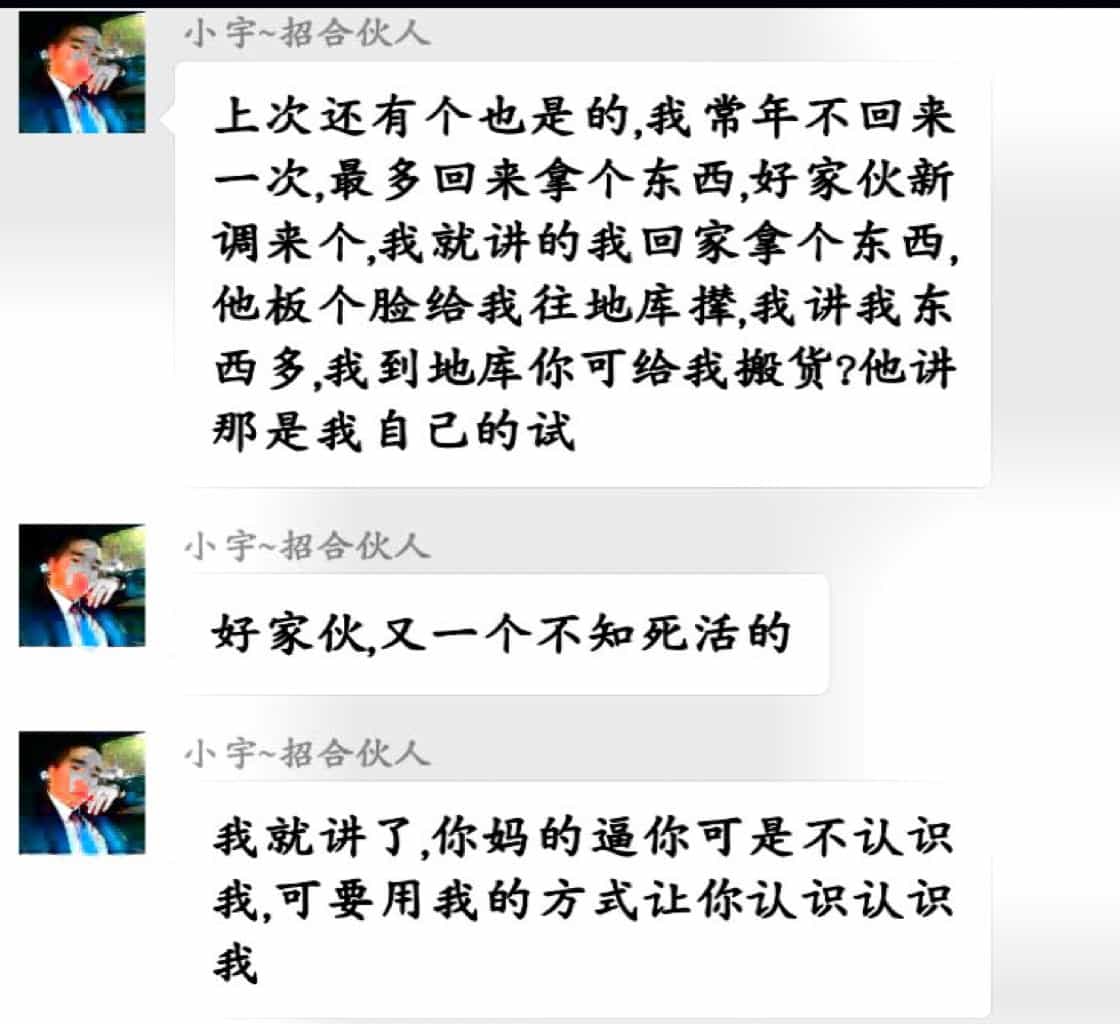 小宇~招合伙人
上次还有个也是的,我常年不回来
一次,最多回来拿个东西,好家伙新
调来个,我就讲的我回家拿个东西,
他板个脸给我往地库撵,我讲我东
西多,我到地库你可给我搬货?他讲
那是我自己的试
小宇~招合伙人
好家伙,又一个不知死活的
小宇~招合伙人
我就讲了,你妈的逼你可是不认识
我,可要用我的方式让你认识认识
我